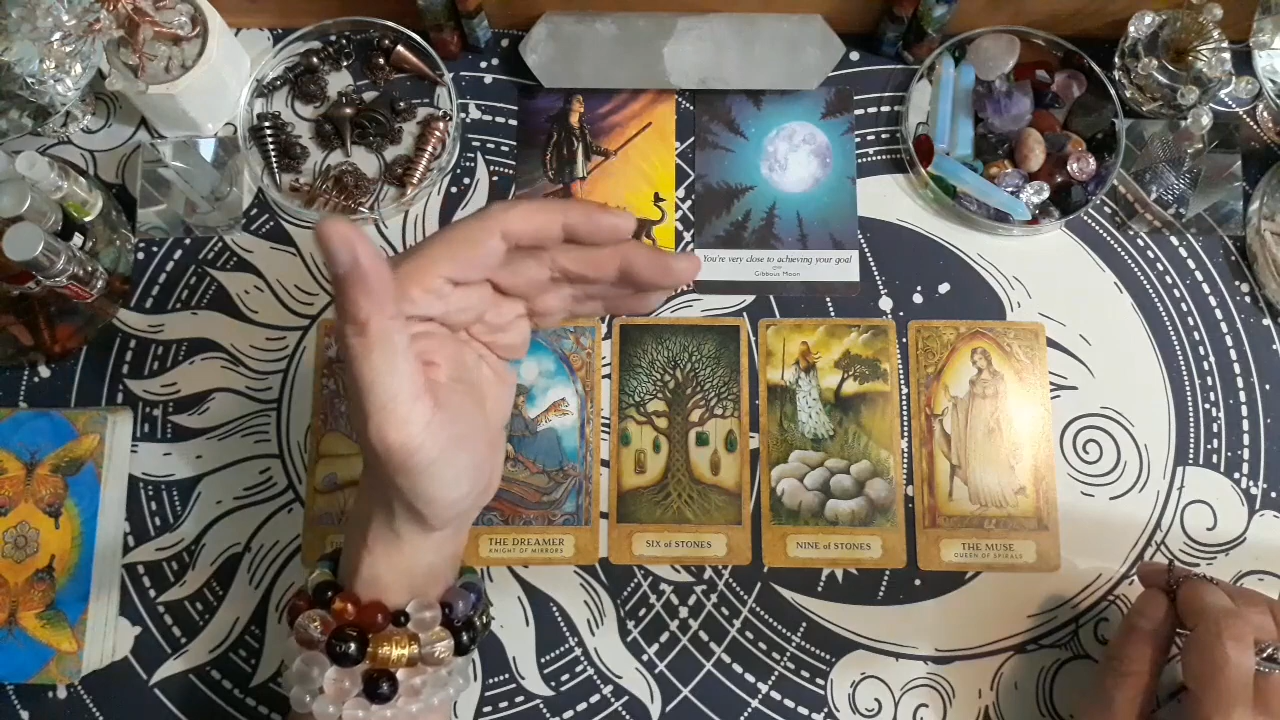 You're very close to achieving your goal
Gibbous Moon
THE DREAMER
KNIGHT OF MIRRORS
SIX of STONES
NINE of STONES
THE MUSE
QUEEN OF SPIRALS